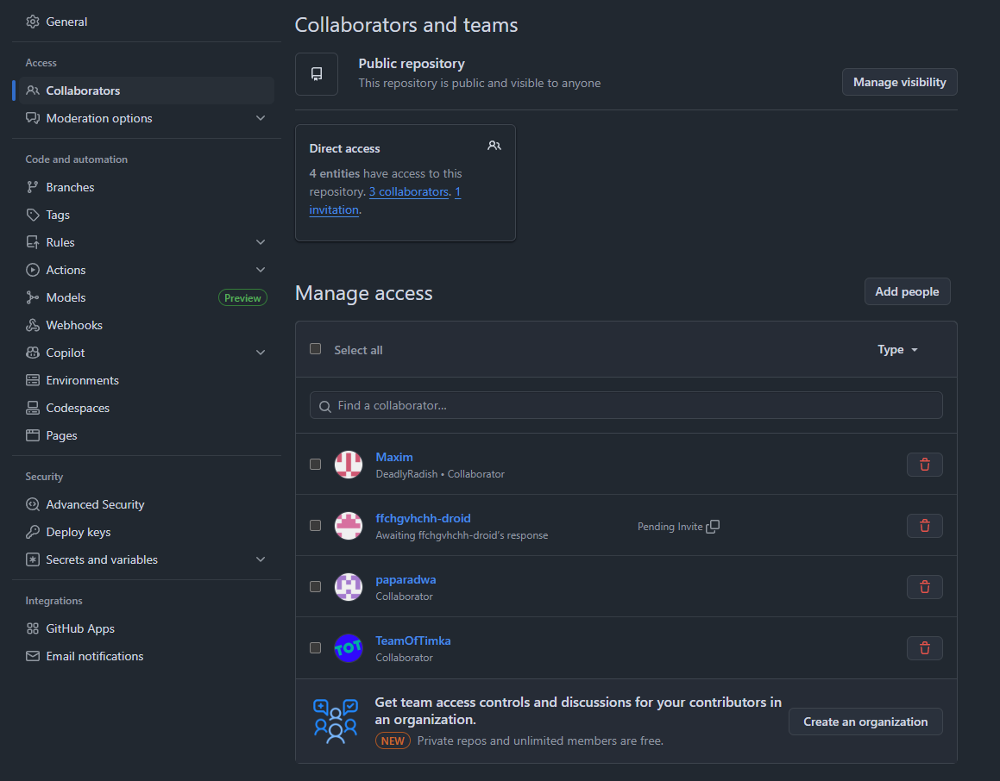 General
Access
Collaborators
Moderation options
Code and automation
Branches
Tags
Rules
Actions
Models
Preview
Webhooks
Copilot
Environments
Codespaces
Pages
Security
Advanced Security
Deploy keys
Secrets and variables
Integrations
GitHub Apps
Email notifications
Collaborators and teams
Public repository
This repository is public and visible to anyone
Manage visibility
Direct access
4 entities have access to this
repository. 3 collaborators. 1
invitation.
Manage access
Add people
Select all
Type
Find a collaborator...
Maxim
DeadlyRadish • Collaborator
ffchgvhchh-droid
Awaiting ffchgvhchh-droid's response
Pending Invite
paparadwa
Collaborator
TOT
TeamOfTimka
Collaborator
Get team access controls and discussions for your contributors in
an organization.
NEW Private repos and unlimited members are free.
Create an organization